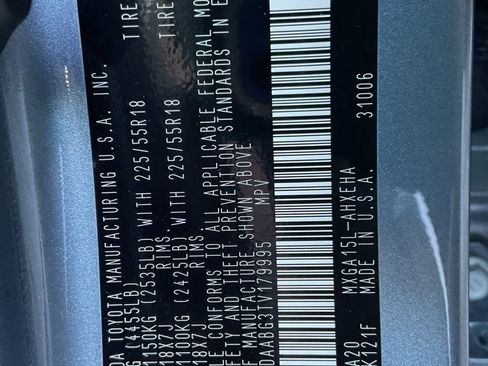 DA TOYOTA MANUFACTURING U.S.A. INC.
G (4455LB) TIRE
1150KG (2535LB) WITH 225/55R18
18X7J RIMS TIRE
1100KG (2425LB) WITH 225/55R18
18X7J RIMS
LE CONFORMS TO ALL APPLICABLE FEDERAL MO
FETY AND THEFT PREVENTION STANDARDS IN E
F MANUFACTURE SHOWN ABOVE
DAABG3TV179995 MPV
A20 MXGA15L-AHXEHA 31006
K121F MADE IN U.S.A.